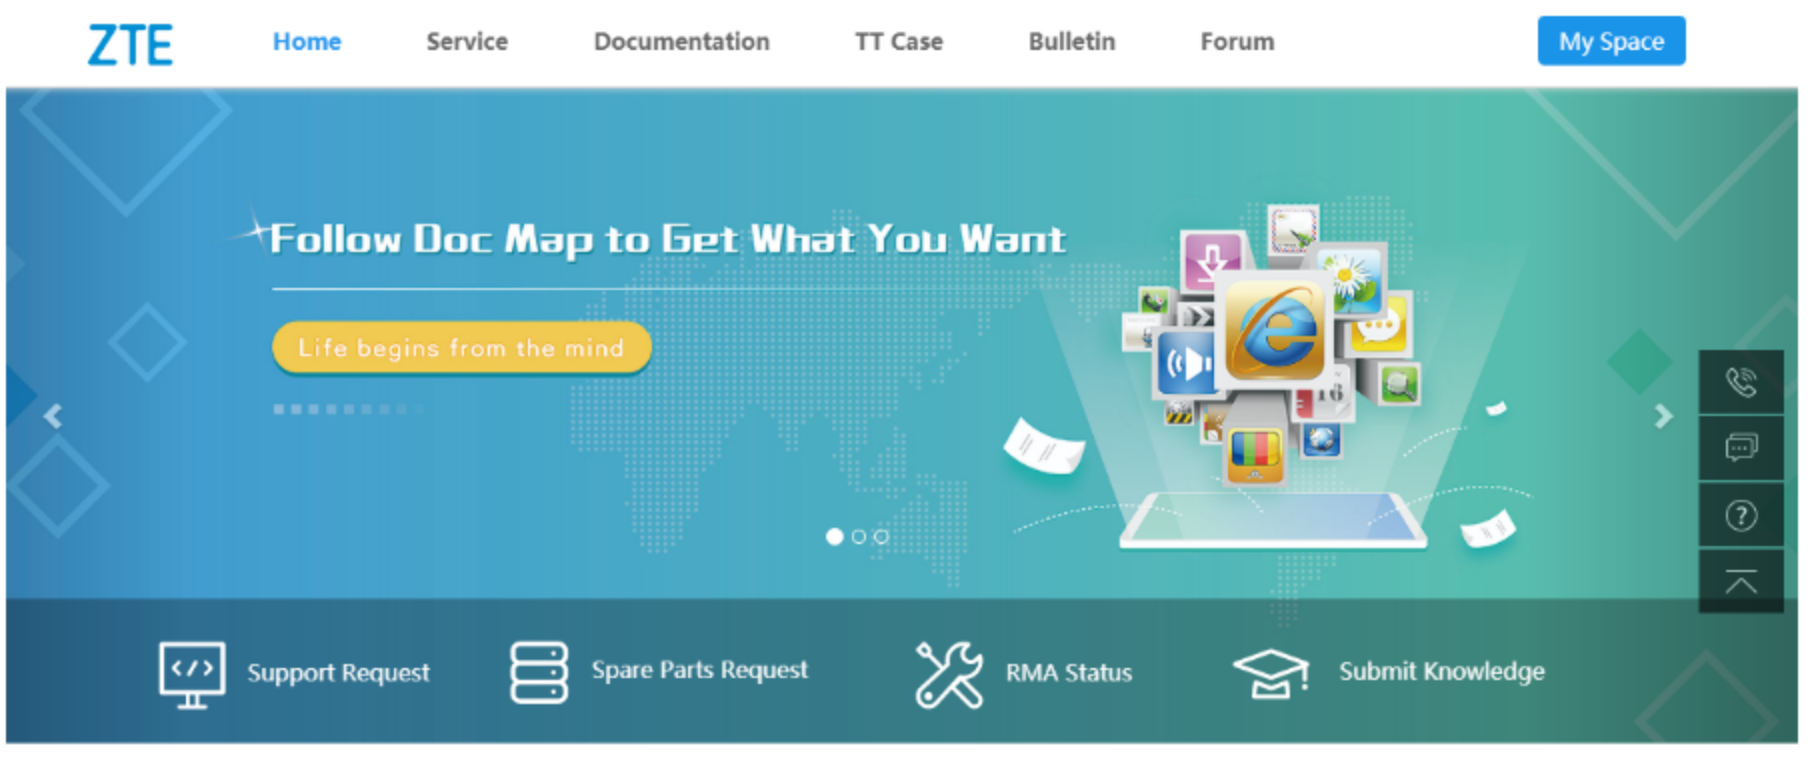 ZTE
Home
Service
Documentation
TT Case
Bulletin
Forum
My Space
Follow Doc Map to Get What You Want
Life begins from the mind
16
Support Request
Spare Parts Request
RMA Status
Submit Knowledge